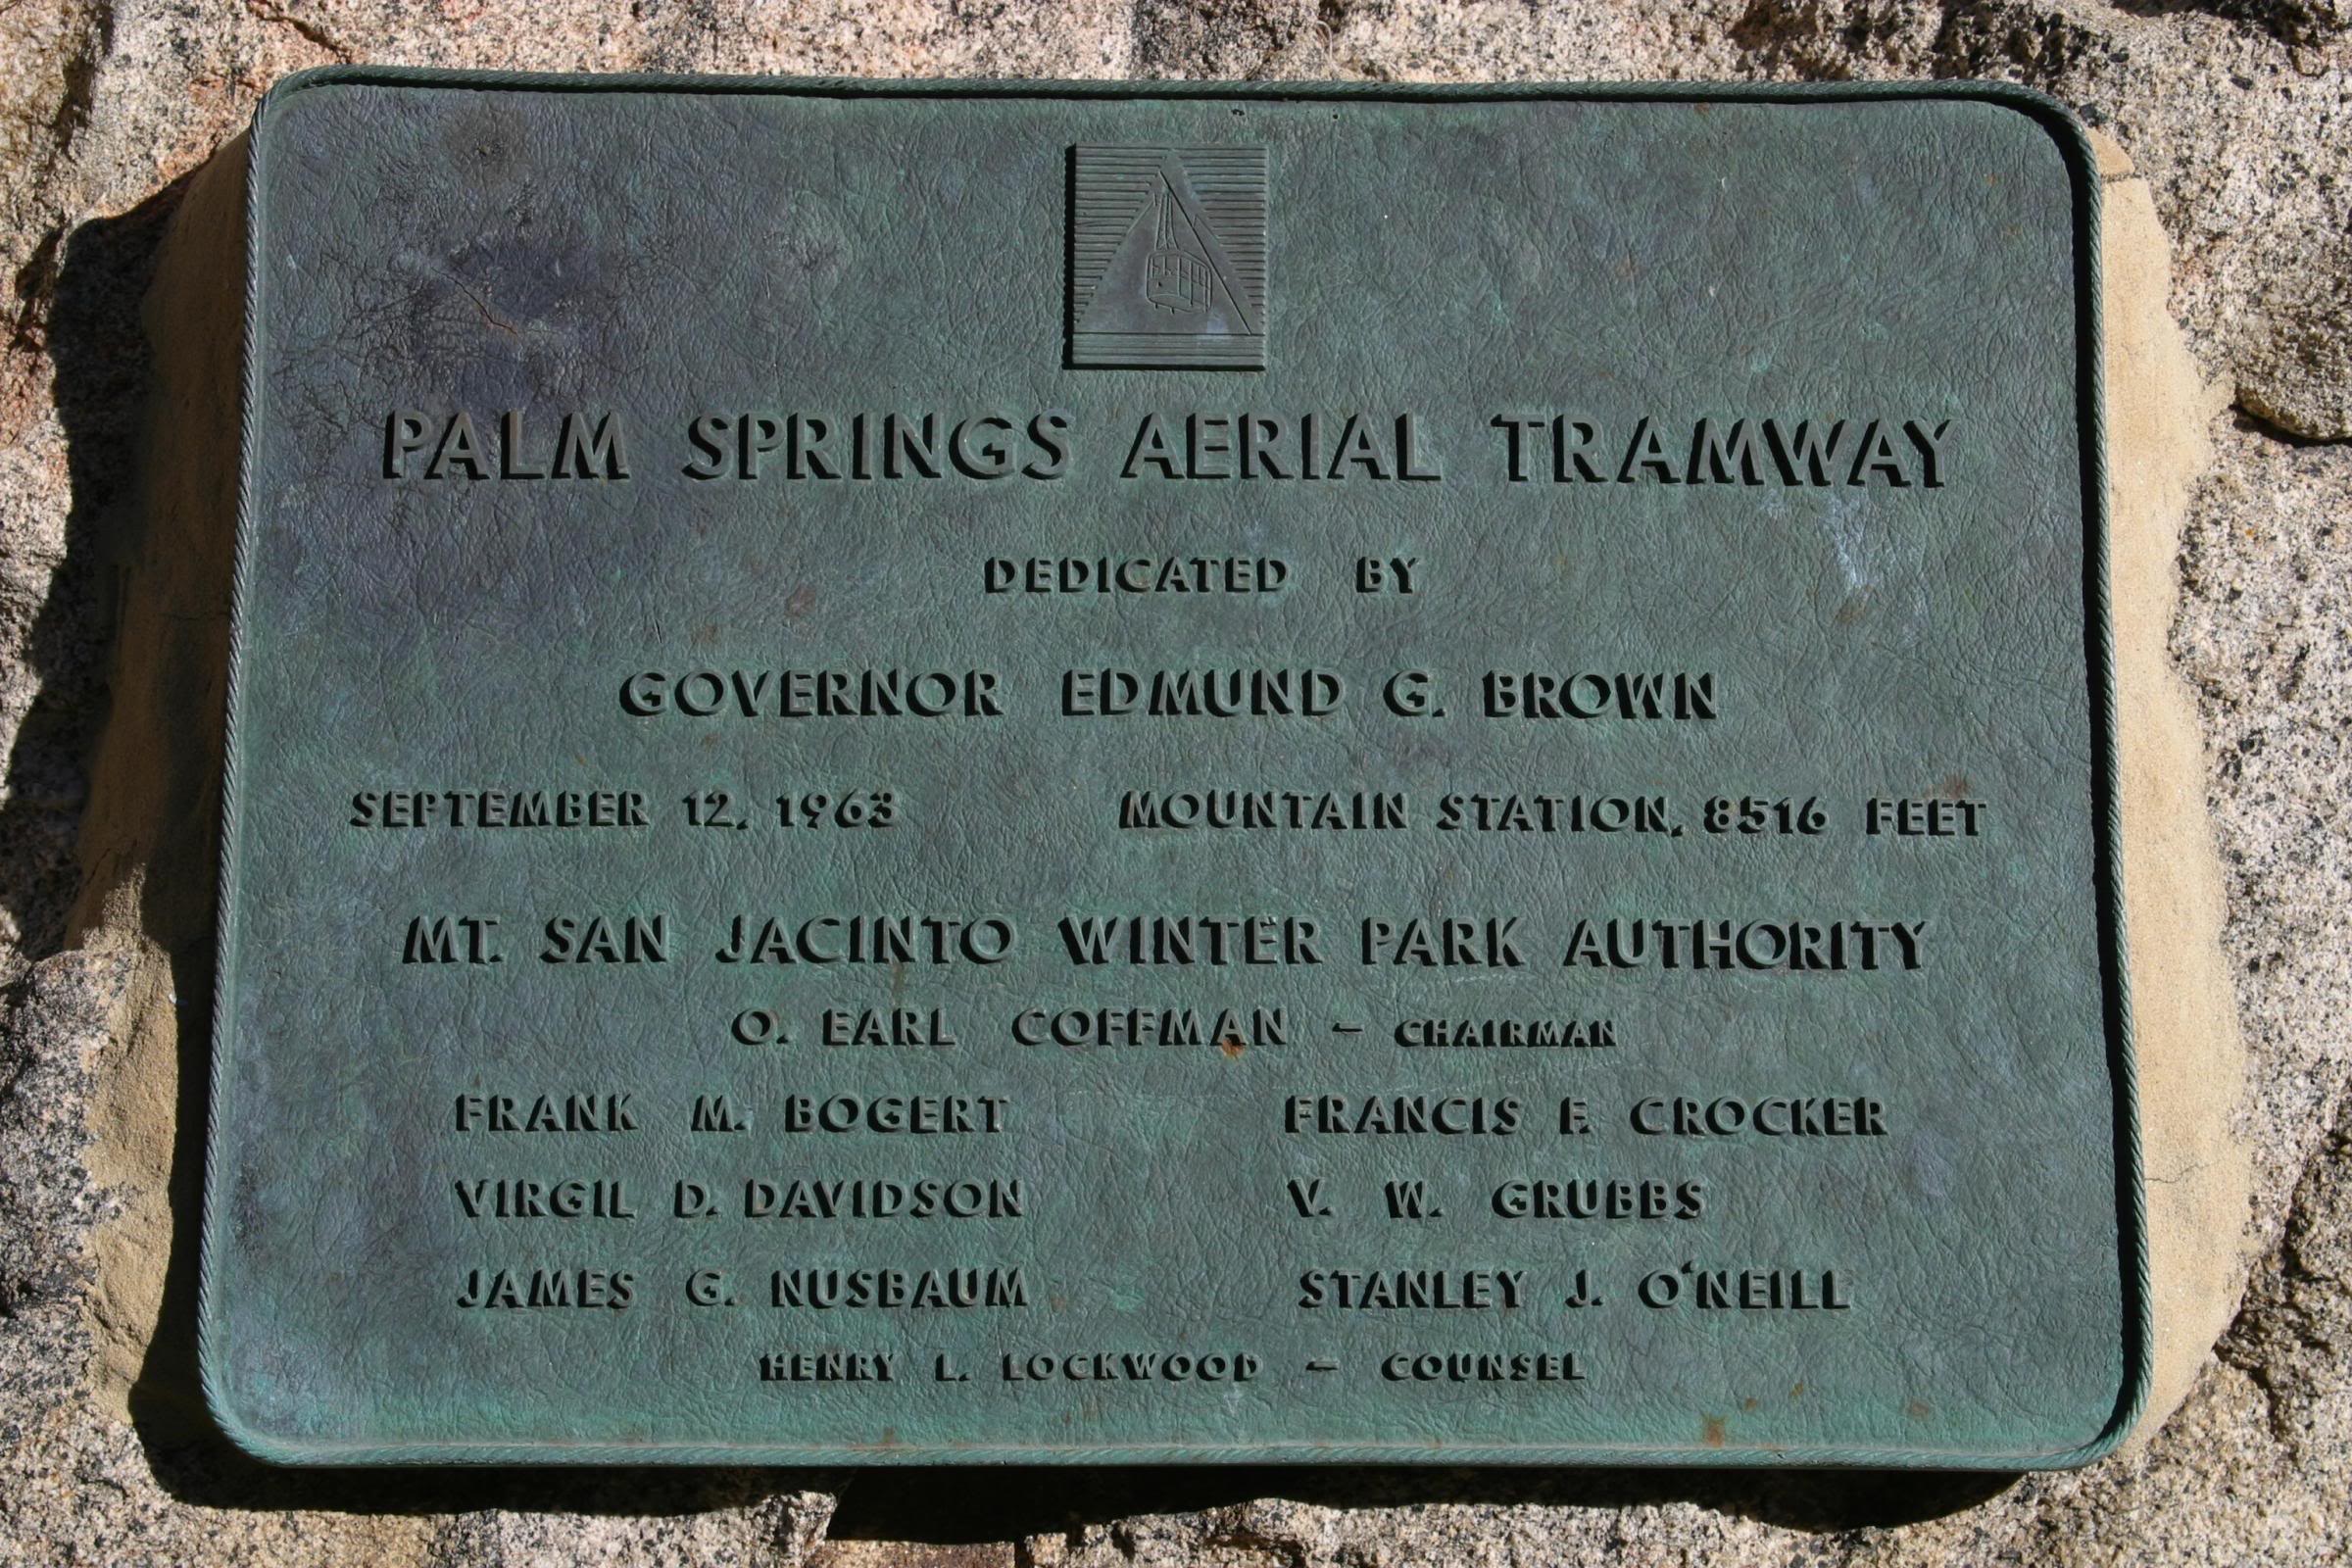 PALM SPRINGS AERIAL TRAMWAY
DEDICATED BY
GOVERNOR EDMUND G. BROWN
SEPTEMBER 12, 1963 MOUNTAIN STATION, 8516 FEET
MT. SAN JACINTO WINTER PARK AUTHORITY
O. EARL COFFMAN - CHAIRMAN
FRANK M. BOGERT FRANCIS F. CROCKER
VIRGIL D. DAVIDSON V. W. GRUBBS
JAMES G. NUSBAUM STANLEY J. O'NEILL
HENRY L. LOCKWOOD - COUNSEL